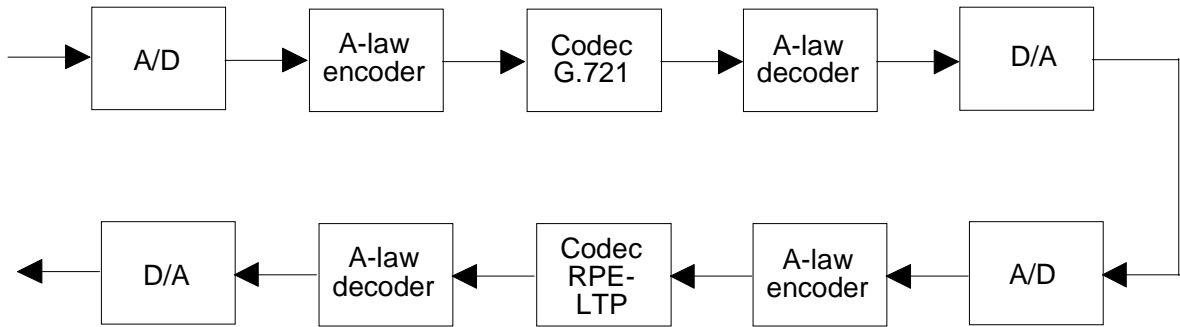 A/D
A-law
encoder
Codec
G.721
A-law
decoder
D/A
D/A
A-law
decoder
Codec
RPE-
LTP
A-law
encoder
A/D